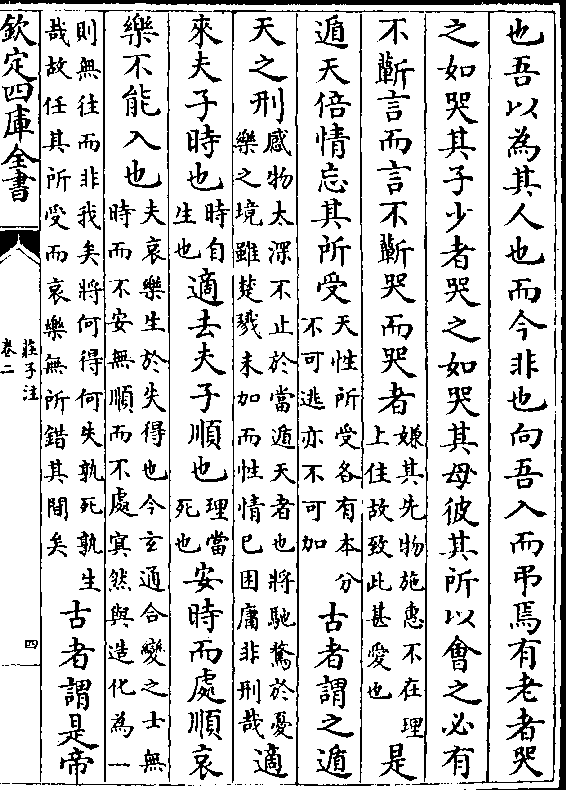 也吾以為其人也而今非也向吾入而弔焉有老者哭
之如哭其子少者哭之如哭其母彼其所以會之必有
不蘄言而言不蘄哭而哭者
嫌其先物施惠不在理
上住故致此甚愛也
是
遁天倍情忘其所受
天性所受各有本分
不可逃亦不可加
古者謂之遁
天之刑
感物太深不止於當遁天者也將馳騖於憂
樂之境雖楚戮未加而性情已困庸非刑哉
適
來夫子時也
時自
生也
適去夫子順也
理當
死也
安時而處順哀
樂不能入也
夫哀樂生於失得也今玄通合變之士無
時而不安無順而不處㝠然與造化為一
則無往而非我矣將何得何失孰死孰生
哉故任其所受而哀樂無所錯其間矣
古者謂是帝
欽定四庫全書
莊子注
卷二
四